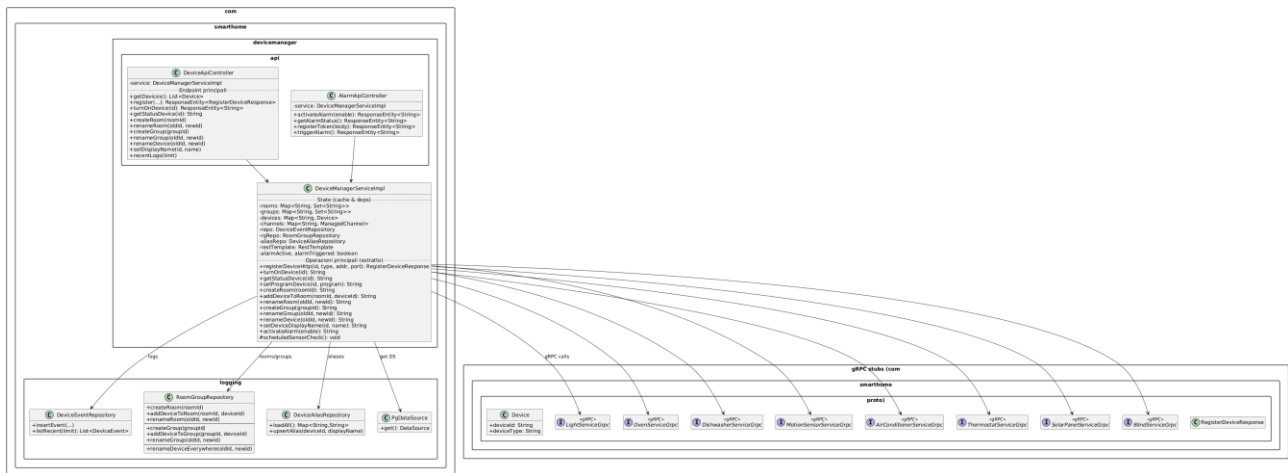 com
smarthome
devicemanager
api
C DeviceApiController
-service: DeviceManagerServiceImpl
Endpoint principali
+getDevices(): List<Device>
+register(...): ResponseEntity<RegisterDeviceResponse>
+turnOnDevice(id): ResponseEntity<String>
+getStatusDevice(id): String
+createRoom(roomId)
+renameRoom(oldId, newId)
+createGroup(groupId)
+renameGroup(oldId, newId)
+renameDevice(oldId, newId)
+setDisplayName(id, name)
+recentLogs(limit)
C AlarmApiController
-service: DeviceManagerServiceImpl
+activateAlarm(enable): ResponseEntity<String>
+getAlarmStatus(): ResponseEntity<String>
+registerToken(body): ResponseEntity<String>
+triggerAlarm(): ResponseEntity<String>
C DeviceManagerServiceImpl
State (cache & deps)
-rooms: Map<String, Set<String>>
-groups: Map<String, Set<String>>
-devices: Map<String, Device>
-channels: Map<String, ManagedChannel>
-repo: DeviceEventRepository
-rgRepo: RoomGroupRepository
-aliasRepo: DeviceAliasRepository
-restTemplate: RestTemplate
-alarmActive, alarmTriggered: boolean
Operazioni principali (estratto)
+registerDeviceHttp(id, type, addr, port): RegisterDeviceResponse
+turnOnDevice(id): String
+getStatusDevice(id): String
+setProgramDevice(id, program): String
+createRoom(roomId): String
+addDeviceToRoom(roomId, deviceId): String
+renameRoom(oldId, newId): String
+createGroup(groupId): String
+renameGroup(oldId, newId): String
+renameDevice(oldId, newId): String
+setDeviceDisplayName(id, name): String
+activateAlarm(enable): String
#scheduledSensorCheck(): void
logs
rooms/groups
aliases
get DS
gRPC calls
logging
C DeviceEventRepository
+insertEvent(...)
+listRecent(limit): List<DeviceEvent>
C RoomGroupRepository
+createRoom(roomId)
+addDeviceToRoom(roomId, deviceId)
+renameRoom(oldId, newId)
+createGroup(groupId)
+addDeviceToGroup(groupId, deviceId)
+renameGroup(oldId, newId)
+renameDeviceEverywhere(oldId, newId)
C DeviceAliasRepository
+loadAll(): Map<String,String>
+upsertAlias(deviceId, displayName)
C PgDataSource
+get(): DataSource
gRPC stubs (com
smarthome
proto)
C Device
+deviceId: String
+deviceType: String
«gRPC»
I LightServiceGrpc
«gRPC»
I OvenServiceGrpc
«gRPC»
I DishwasherServiceGrpc
«gRPC»
I MotionSensorServiceGrpc
«gRPC»
I AirConditionerServiceGrpc
«gRPC»
I ThermostatServiceGrpc
«gRPC»
I SolarPanelServiceGrpc
«gRPC»
I BlindServiceGrpc
C RegisterDeviceResponse